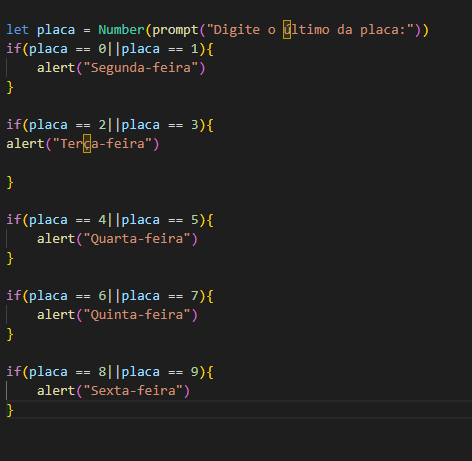 let placa = Number(prompt("Digite o último da placa:"))
if(placa == 0||placa == 1){
    alert("Segunda-feira")
}

if(placa == 2||placa == 3){
alert("Terça-feira")

}

if(placa == 4||placa == 5){
    alert("Quarta-feira")
}

if(placa == 6||placa == 7){
    alert("Quinta-feira")
}

if(placa == 8||placa == 9){
    alert("Sexta-feira")
}